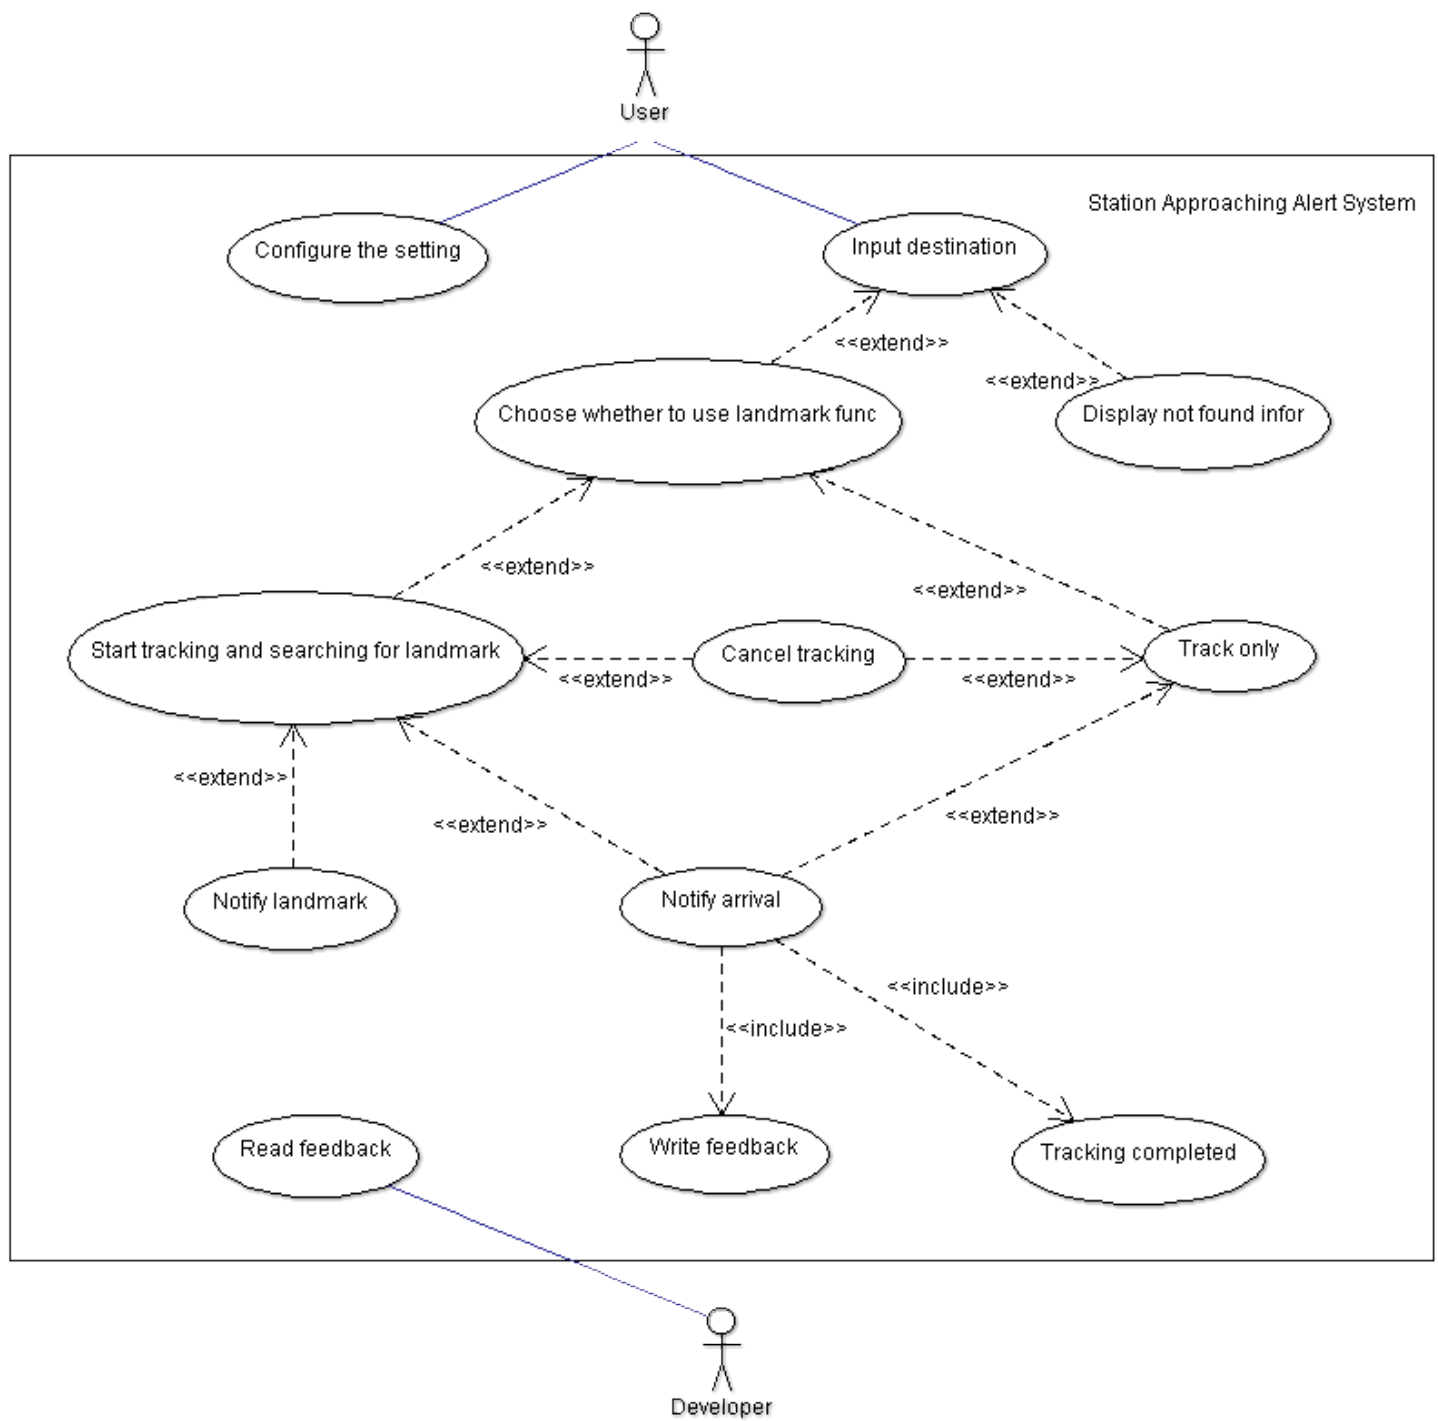 User
Station Approaching Alert System
Configure the setting
Input destination
<<extend>>
<<extend>>
Choose whether to use landmark func
Display not found infor
<<extend>>
<<extend>>
Start tracking and searching for landmark
Cancel tracking
Track only
<<extend>>
<<extend>>
<<extend>>
<<extend>>
<<extend>>
Notify landmark
Notify arrival
<<include>>
<<include>>
Read feedback
Write feedback
Tracking completed
Developer